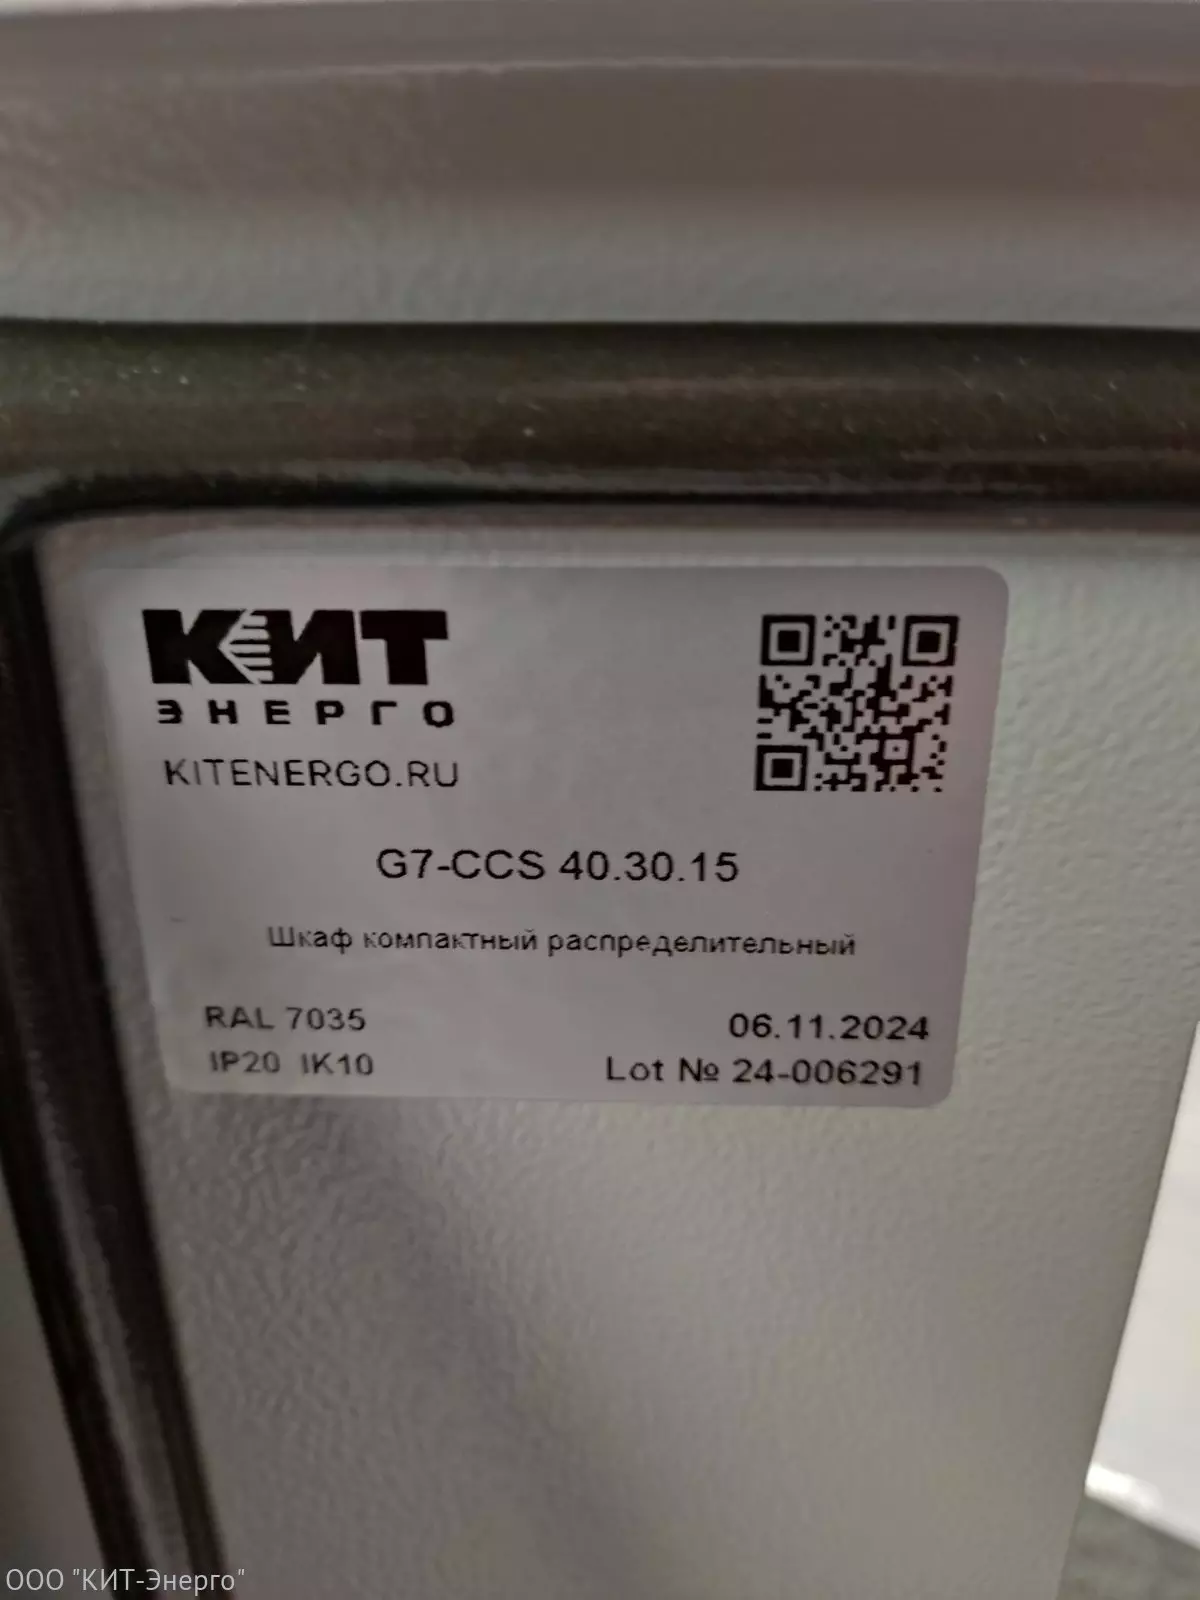 КИТ
ЭНЕРГО
KITENERGO.RU
G7-CCS 40.30.15
Шкаф компактный распределительный
RAL 7035
06.11.2024
IP20 IK10
Lot № 24-006291
ООО "КИТ-Энерго"